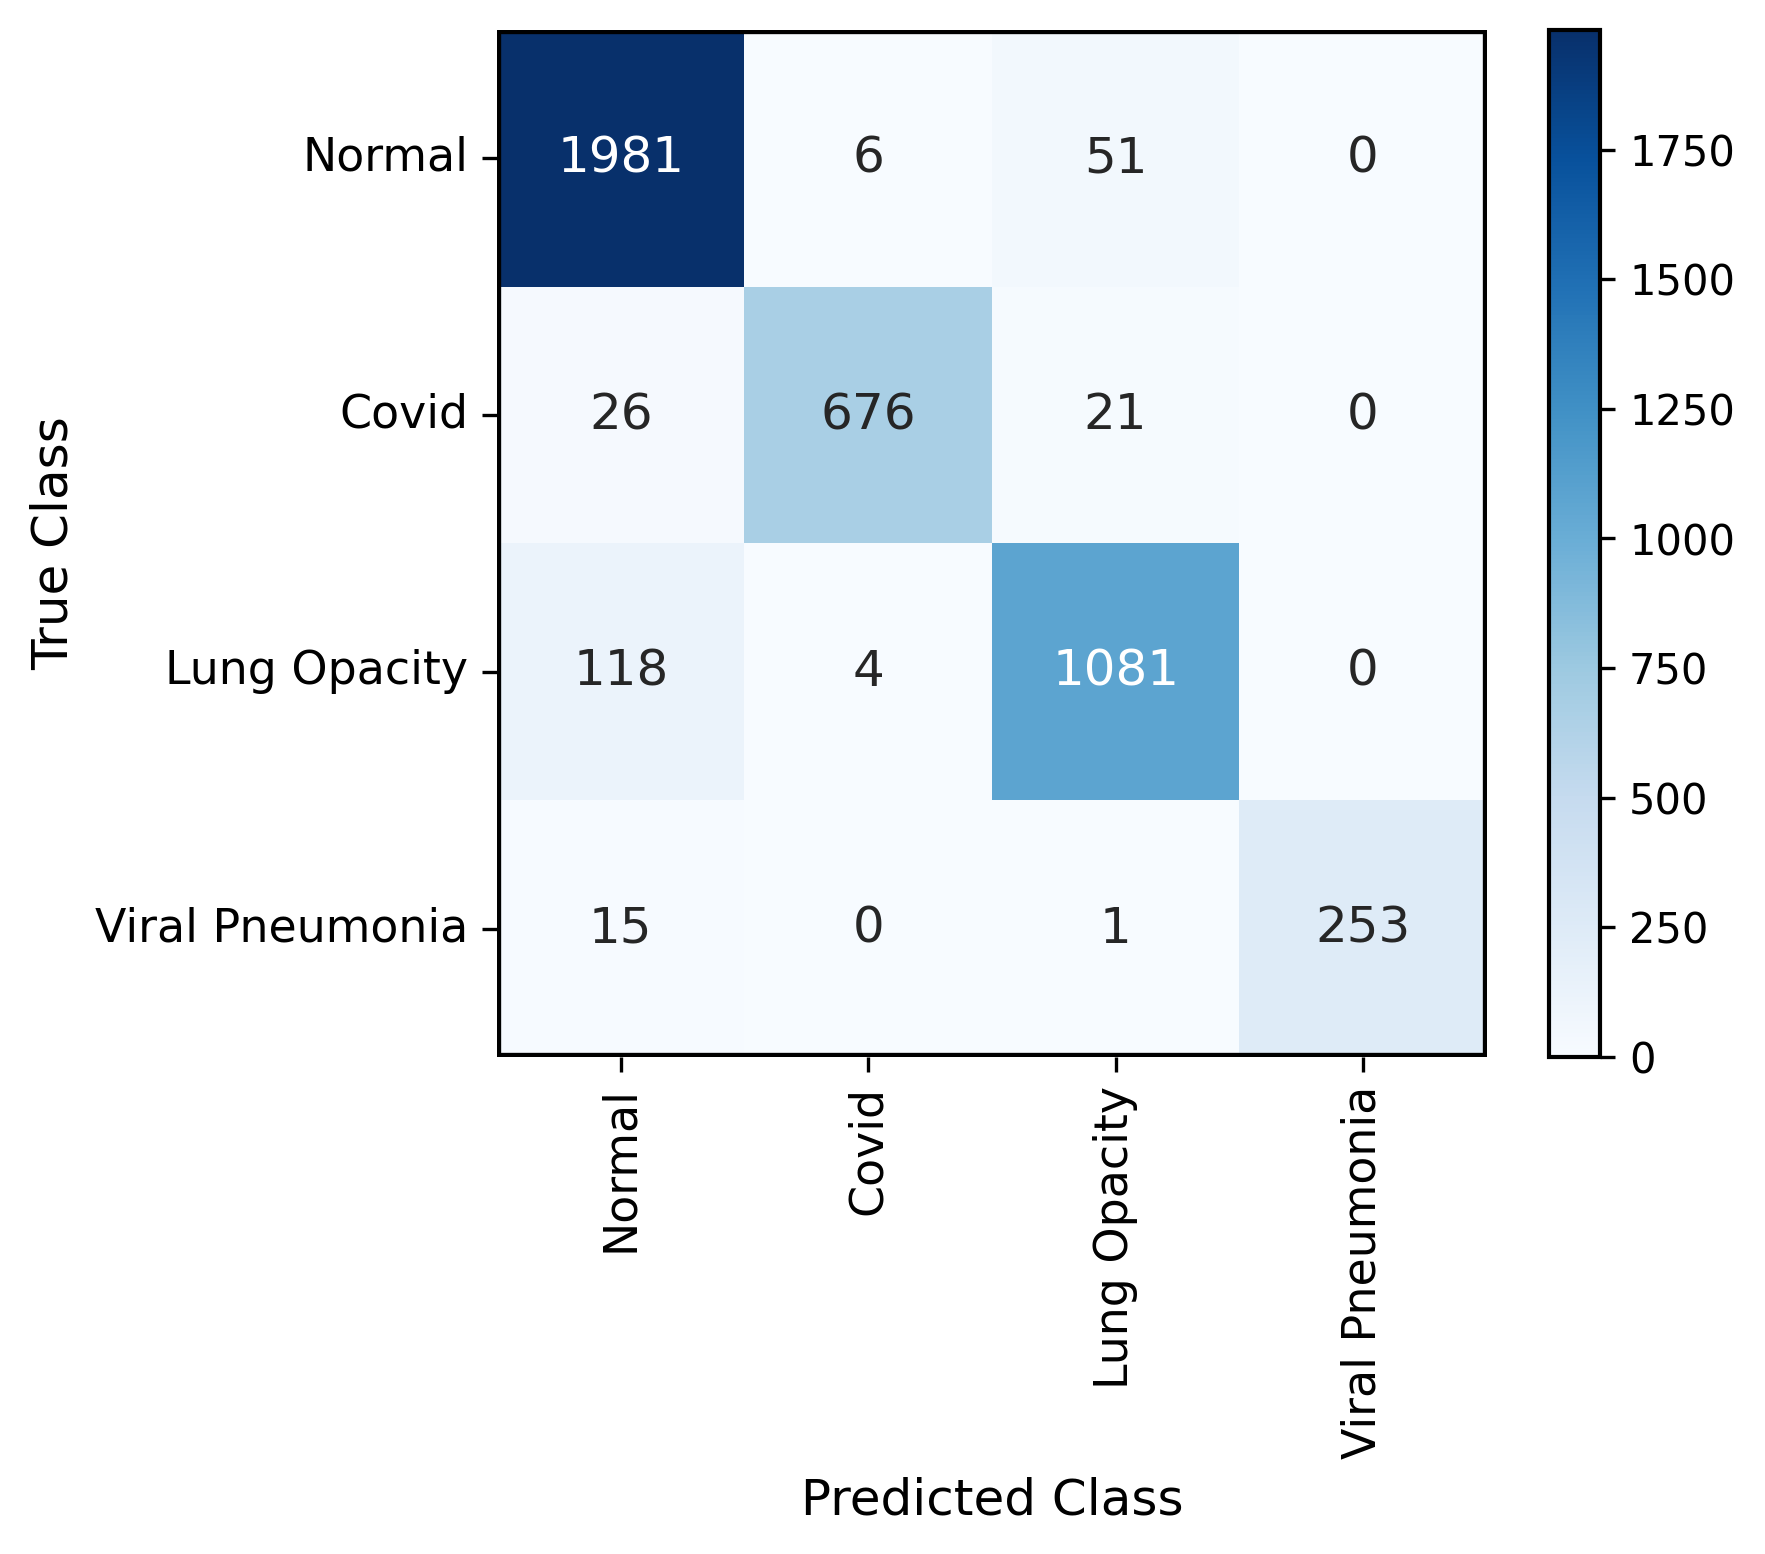 Normal 1981 6 51 0
Covid 26 676 21 0
Lung Opacity 118 4 1081 0
Viral Pneumonia 15 0 1 253
True Class
Normal
Covid
Lung Opacity
Viral Pneumonia
Predicted Class
1750
1500
1250
1000
750
500
250
0